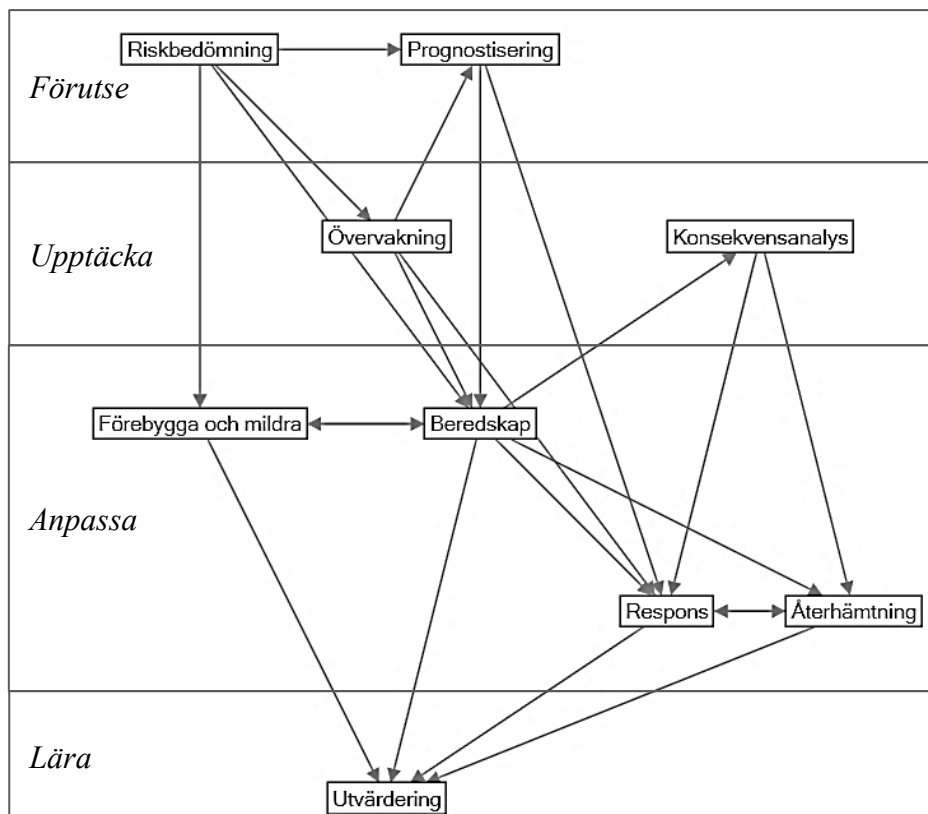 Riskbedömning
Prognostisering
Förutse
Övervakning
Konsekvensanalys
Upptäcka
Förebygga och mildra
Beredskap
Anpassa
Respons
Återhämtning
Lära
Utvärdering